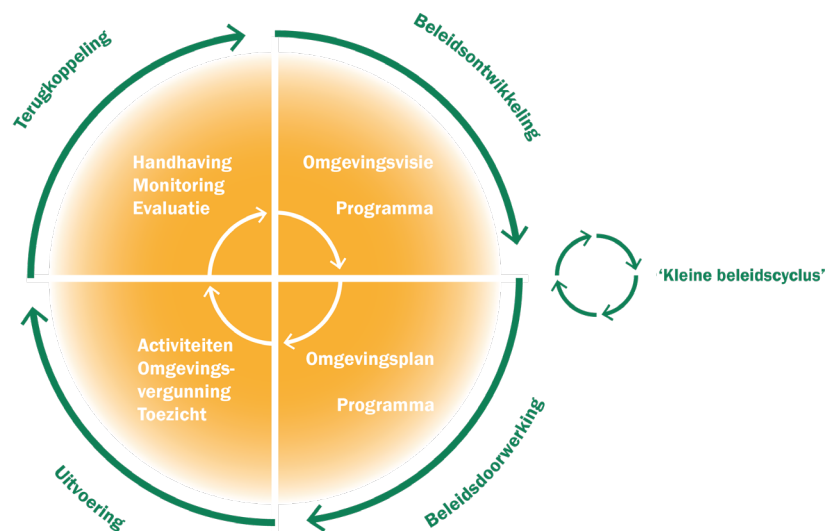 Terugkoppeling
Beleidsontwikkeling
Handhaving
Monitoring
Evaluatie
Omgevingsvisie
Programma
'Kleine beleidscyclus'
Activiteiten
Omgevings-
vergunning
Toezicht
Omgevingsplan
Programma
Uitvoering
Beleidsdoorwerking